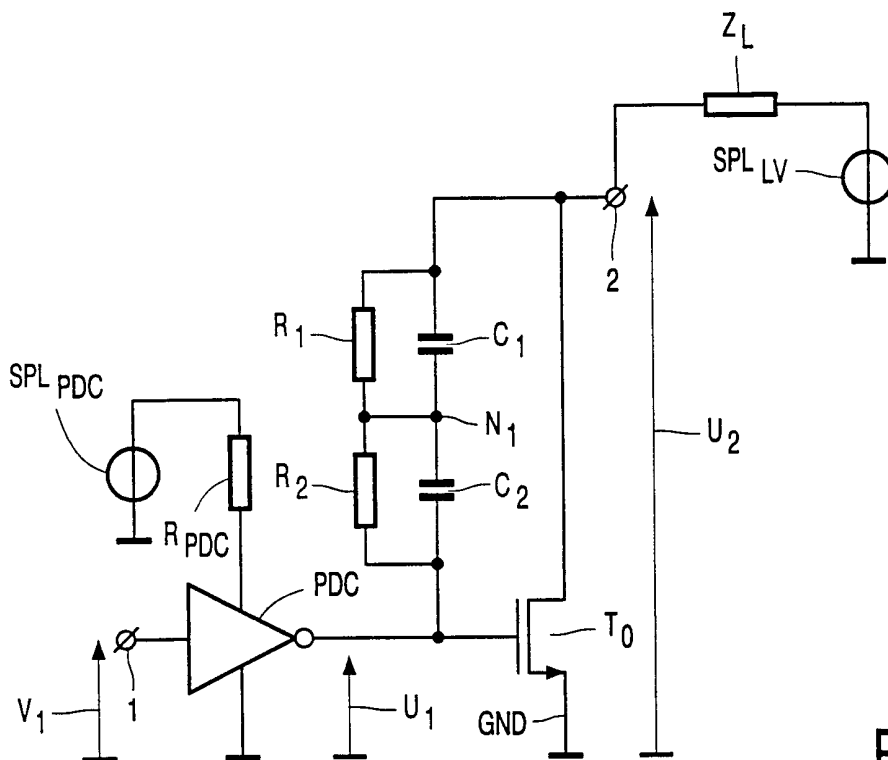 Z_L
SPL_LV
2
R_1
C_1
SPL_PDC
N_1
U_2
R_2
C_2
R_PDC
PDC
T_0
1
V_1
U_1
GND